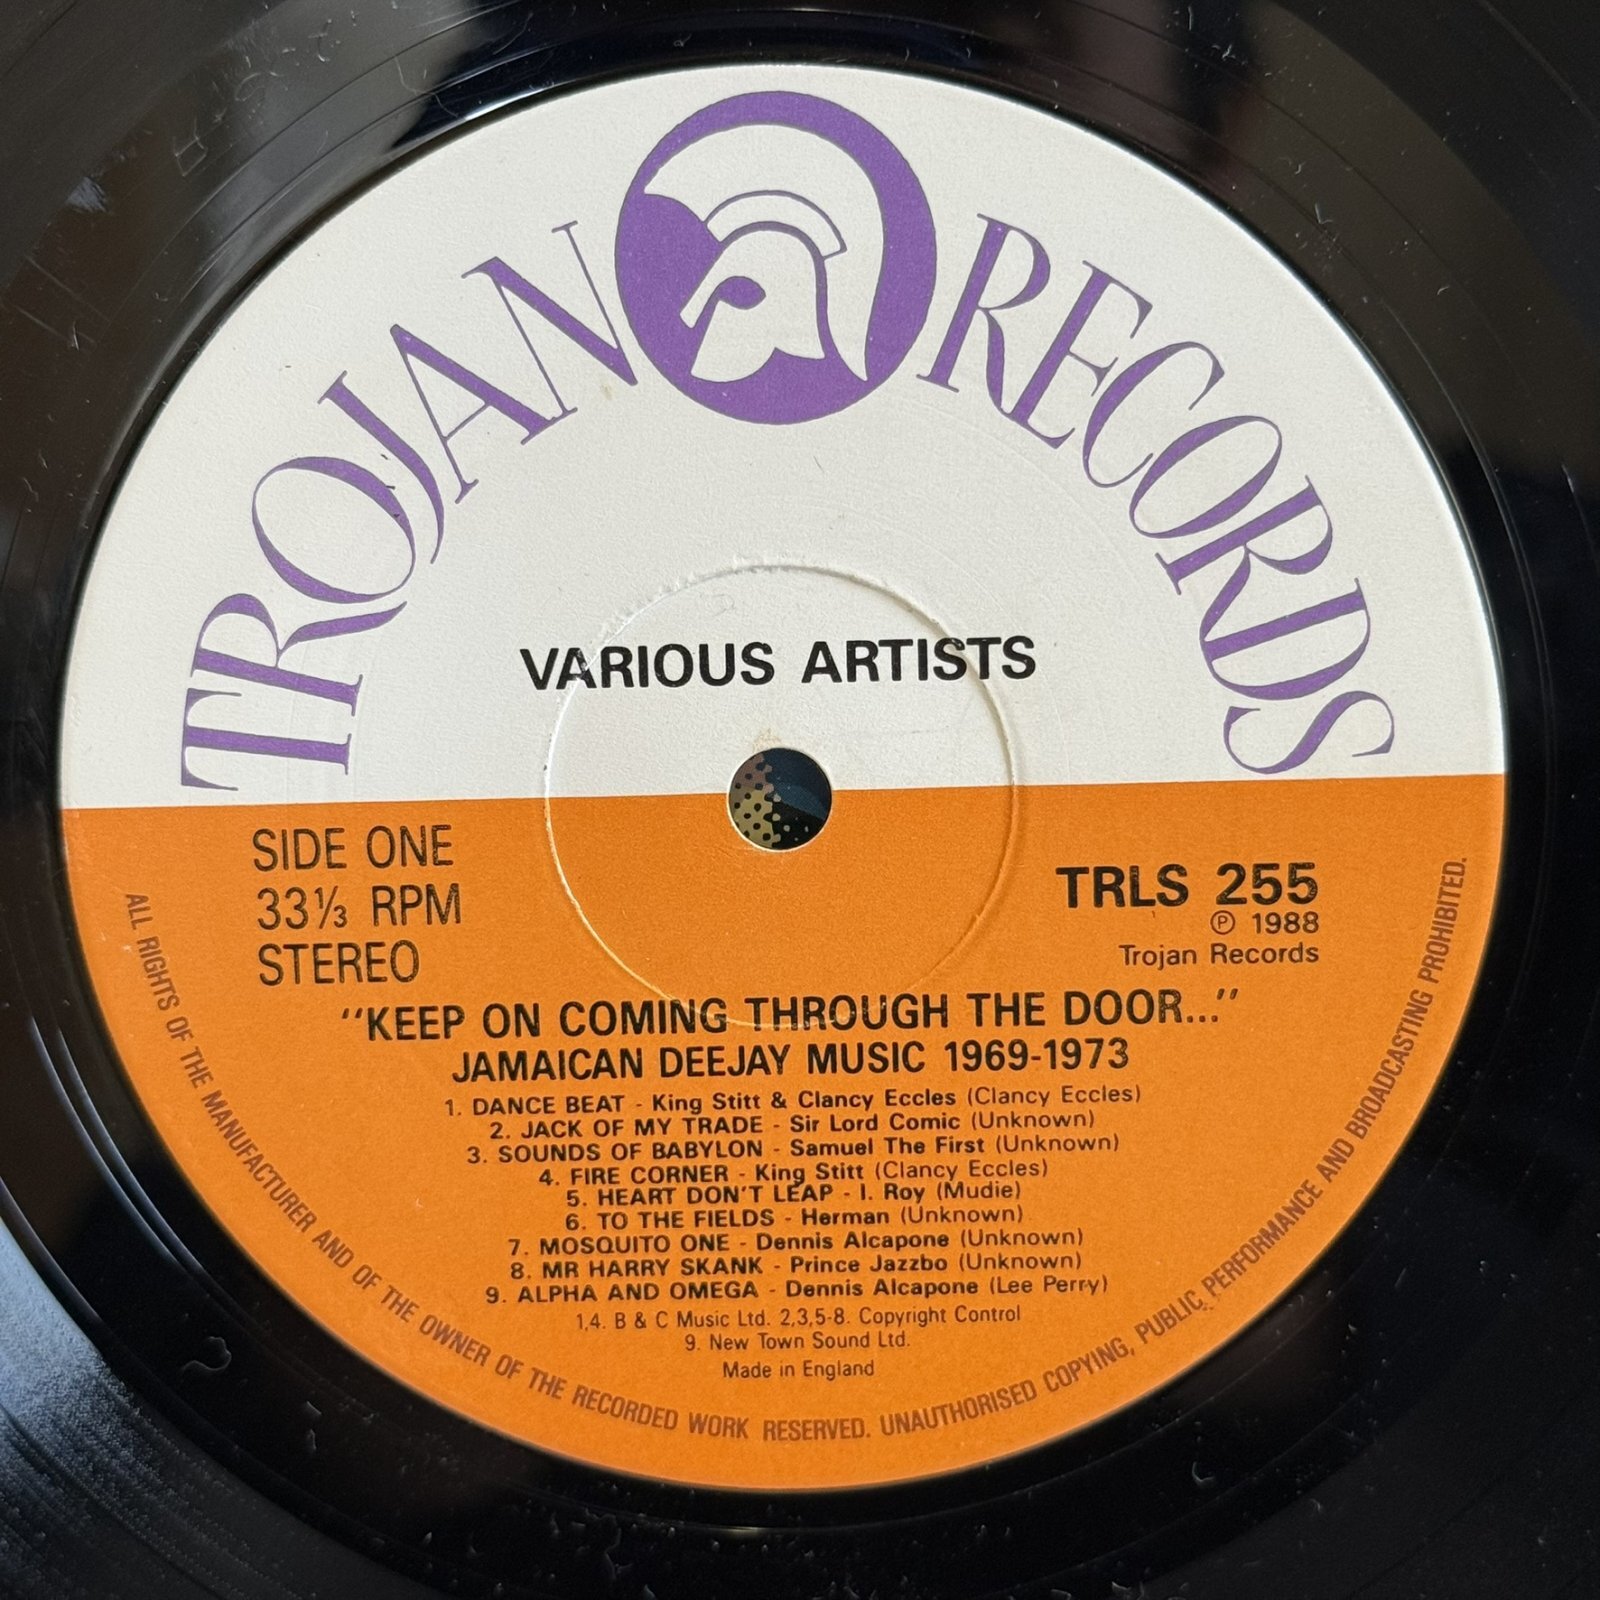 TROJAN RECORDS
VARIOUS ARTISTS
SIDE ONE
33⅓ RPM
STEREO
TRLS 255
℗ 1988
Trojan Records
"KEEP ON COMING THROUGH THE DOOR..."
JAMAICAN DEEJAY MUSIC 1969-1973
1. DANCE BEAT - King Stitt & Clancy Eccles (Clancy Eccles)
2. JACK OF MY TRADE - Sir Lord Comic (Unknown)
3. SOUNDS OF BABYLON - Samuel The First (Unknown)
4. FIRE CORNER - King Stitt (Clancy Eccles)
5. HEART DON'T LEAP - I. Roy (Mudie)
6. TO THE FIELDS - Herman (Unknown)
7. MOSQUITO ONE - Dennis Alcapone (Unknown)
8. MR HARRY SKANK - Prince Jazzbo (Unknown)
9. ALPHA AND OMEGA - Dennis Alcapone (Lee Perry)
1,4. B & C Music Ltd. 2,3,5-8. Copyright Control
9. New Town Sound Ltd.
Made in England
ALL RIGHTS OF THE MANUFACTURER AND OF THE OWNER OF THE RECORDED WORK RESERVED. UNAUTHORISED COPYING, PUBLIC PERFORMANCE AND BROADCASTING PROHIBITED.